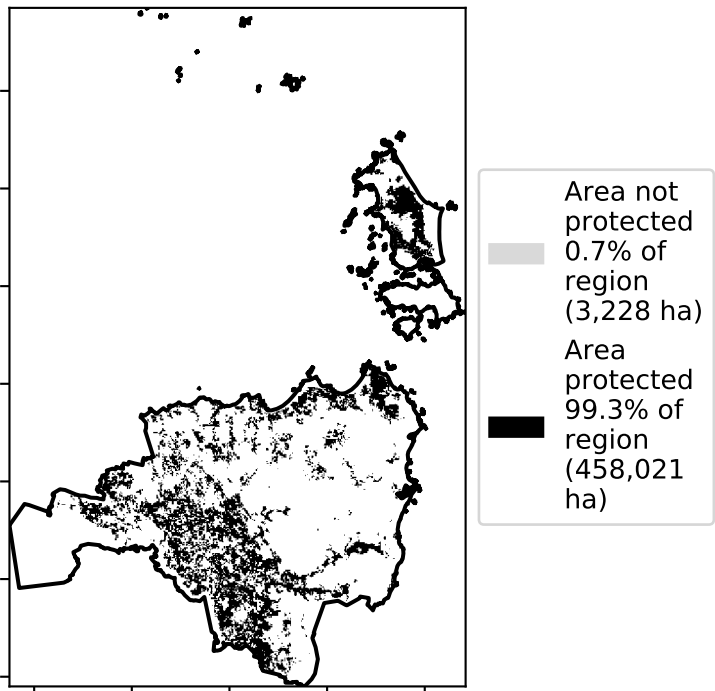 Area not
protected
0.7% of
region
(3,228 ha)
Area
protected
99.3% of
region
(458,021
ha)